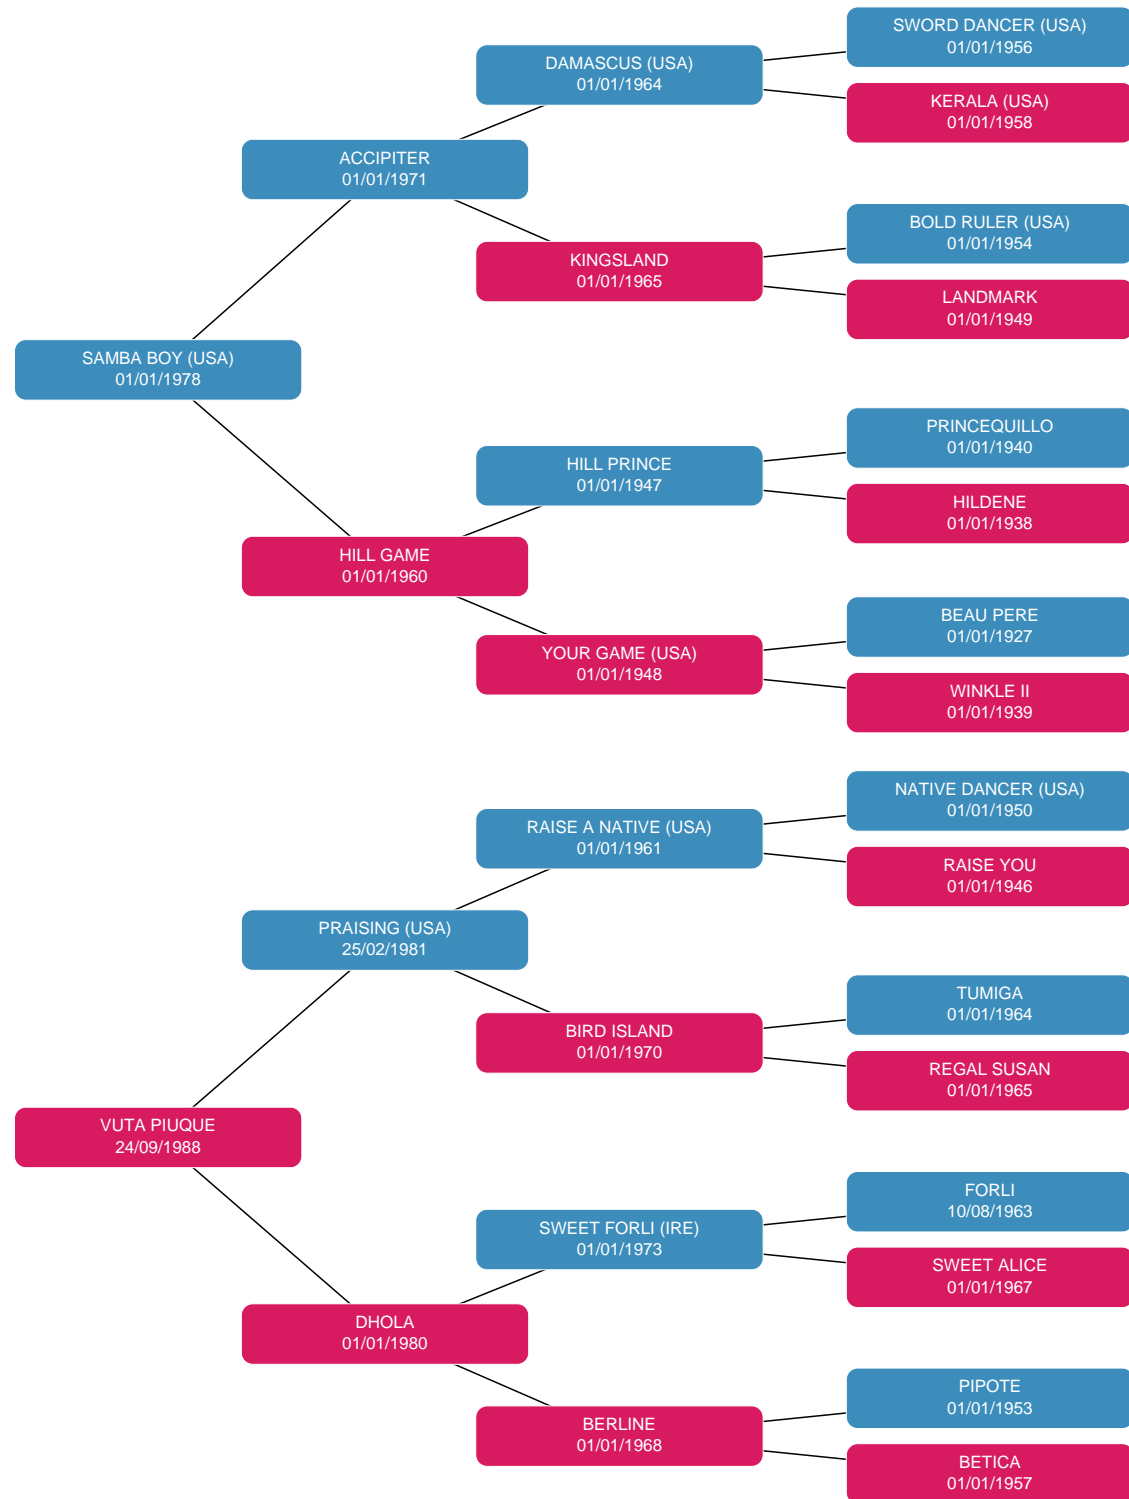 SWORD DANCER (USA)
01/01/1956
DAMASCUS (USA)
01/01/1964
KERALA (USA)
01/01/1958
ACCIPITER
01/01/1971
BOLD RULER (USA)
01/01/1954
KINGSLAND
01/01/1965
LANDMARK
01/01/1949
SAMBA BOY (USA)
01/01/1978
PRINCEQUILLO
01/01/1940
HILL PRINCE
01/01/1947
HILDENE
01/01/1938
HILL GAME
01/01/1960
BEAU PERE
01/01/1927
YOUR GAME (USA)
01/01/1948
WINKLE II
01/01/1939
NATIVE DANCER (USA)
01/01/1950
RAISE A NATIVE (USA)
01/01/1961
RAISE YOU
01/01/1946
PRAISING (USA)
25/02/1981
TUMIGA
01/01/1964
BIRD ISLAND
01/01/1970
REGAL SUSAN
01/01/1965
VUTA PIUQUE
24/09/1988
FORLI
10/08/1963
SWEET FORLI (IRE)
01/01/1973
SWEET ALICE
01/01/1967
DHOLA
01/01/1980
PIPOTE
01/01/1953
BERLINE
01/01/1968
BETICA
01/01/1957